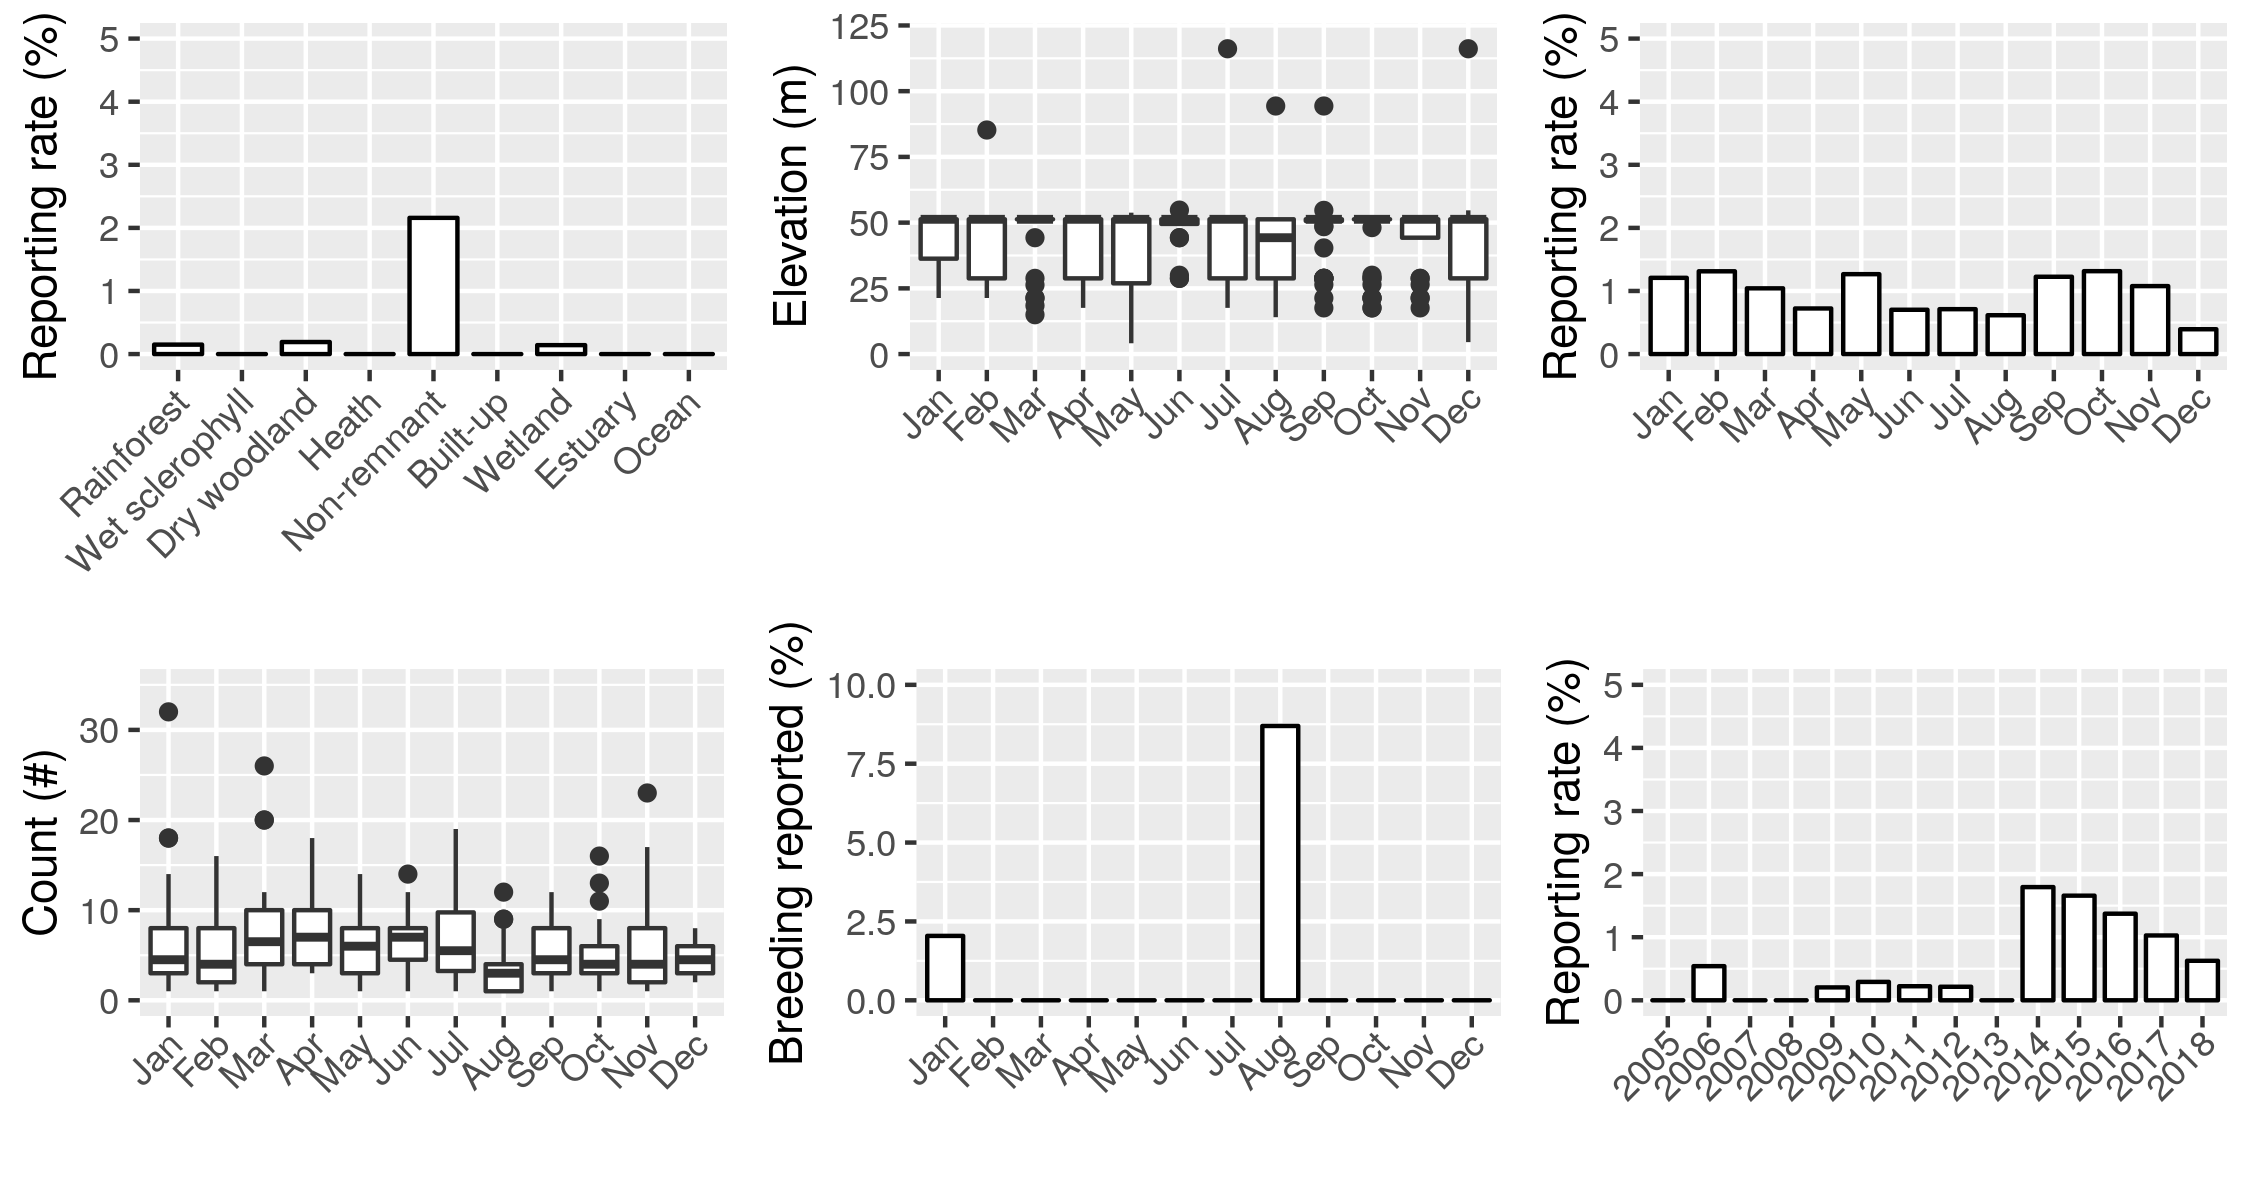 Reporting rate (%)
5
4
3
2
1
0
Rainforest
Wet sclerophyll
Dry woodland
Heath
Non-remnant
Built-up
Wetland
Estuary
Ocean
Elevation (m)
125
100
75
50
25
0
Jan
Feb
Mar
Apr
May
Jun
Jul
Aug
Sep
Oct
Nov
Dec
Reporting rate (%)
5
4
3
2
1
0
Jan
Feb
Mar
Apr
May
Jun
Jul
Aug
Sep
Oct
Nov
Dec
Count (#)
30
20
10
0
Jan
Feb
Mar
Apr
May
Jun
Jul
Aug
Sep
Oct
Nov
Dec
Breeding reported (%)
10.0
7.5
5.0
2.5
0.0
Jan
Feb
Mar
Apr
May
Jun
Jul
Aug
Sep
Oct
Nov
Dec
Reporting rate (%)
5
4
3
2
1
0
2005
2006
2007
2008
2009
2010
2011
2012
2013
2014
2015
2016
2017
2018